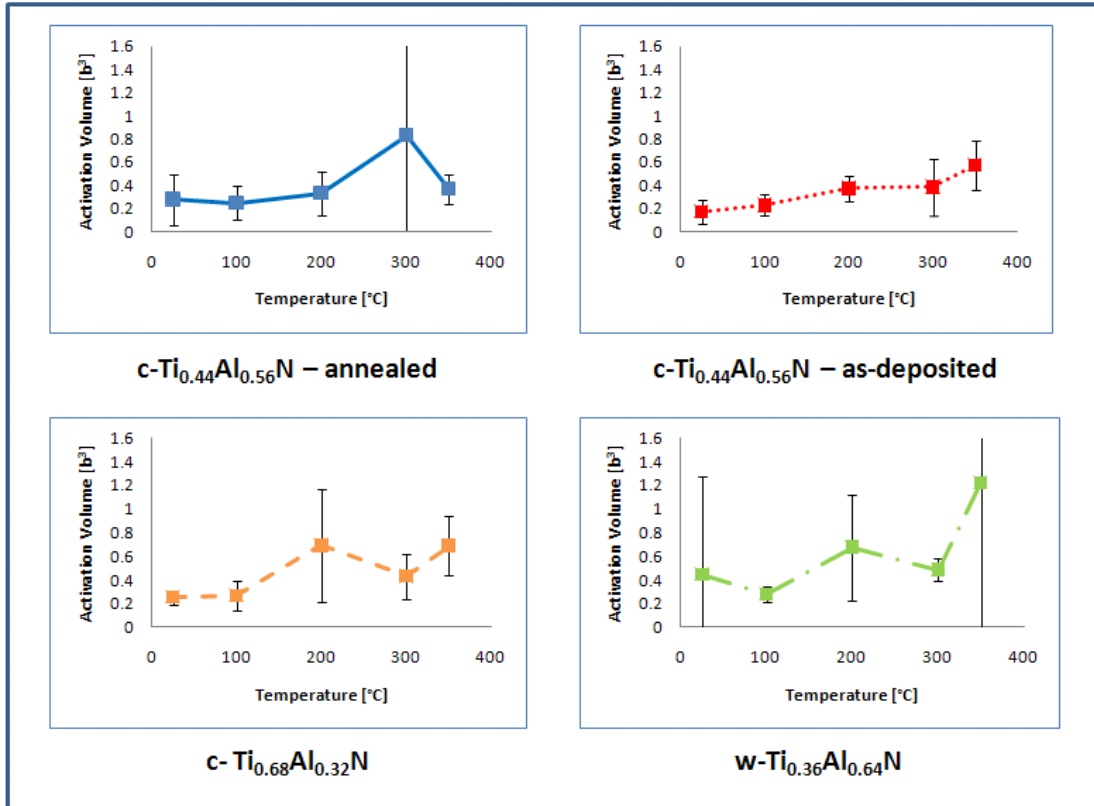 Activation Volume [b³]
1.6
1.4
1.2
1
0.8
0.6
0.4
0.2
0
0 100 200 300 400
Temperature [°C]
c-Ti₀.₄₄Al₀.₅₆N – annealed
Activation Volume [b³]
1.6
1.4
1.2
1
0.8
0.6
0.4
0.2
0
0 100 200 300 400
Temperature [°C]
c-Ti₀.₄₄Al₀.₅₆N – as-deposited
Activation Volume [b³]
1.6
1.4
1.2
1
0.8
0.6
0.4
0.2
0
0 100 200 300 400
Temperature [°C]
c- Ti₀.₆₈Al₀.₃₂N
Activation Volume [b³]
1.6
1.4
1.2
1
0.8
0.6
0.4
0.2
0
0 100 200 300 400
Temperature [°C]
w-Ti₀.₃₆Al₀.₆₄N